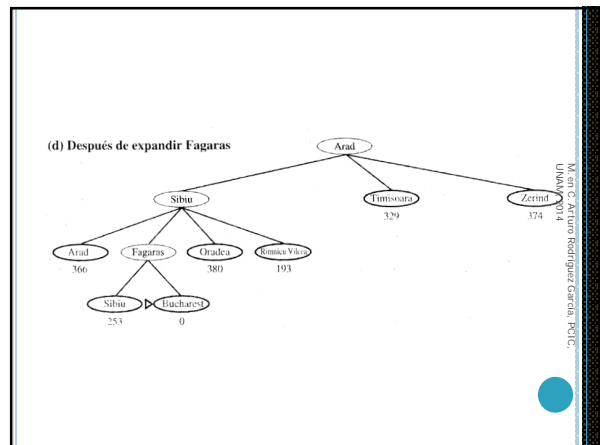 (d) Después de expandir Fagaras
Arad
Sibiu
Timisoara
Zerind
329
374
Arad
Fagaras
Oradea
Rimnicu Vilcea
366
380
193
Sibiu
Bucharest
253
0
M. en C. Arturo Rodríguez García, PCIC,
UNAM 2014